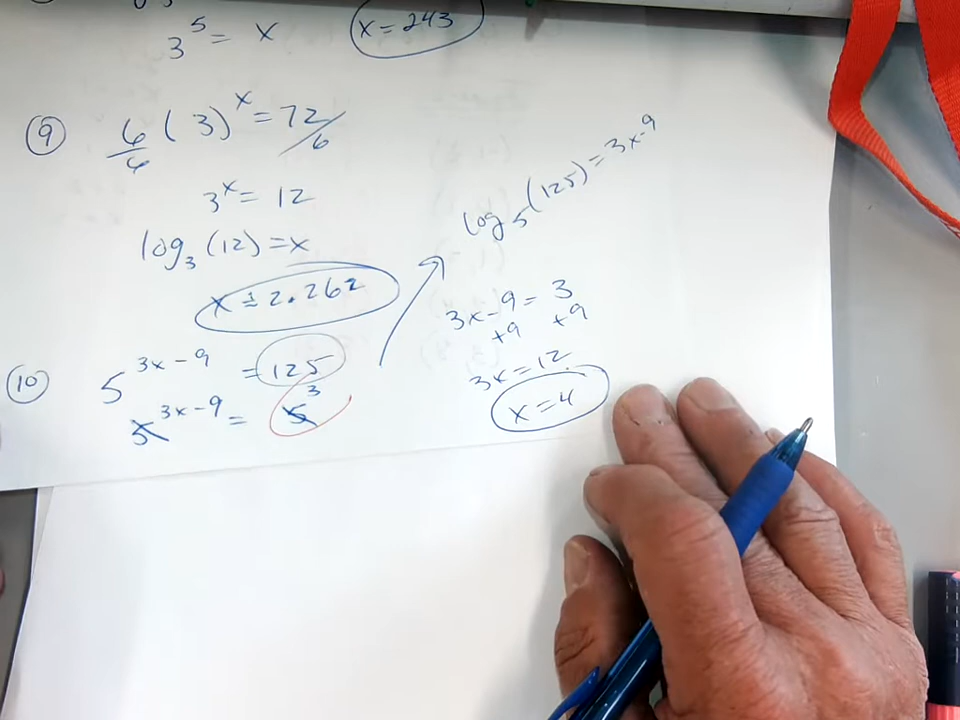 3^5 = x
x = 243
9
6/6 (3)^x = 72/6
3^x = 12
log_3 (12) = x
x ≐ 2.262
10
5^(3x-9) = 125
5^(3x-9) = 5^3
log_5 (125) = 3x-9
3x-9 = 3
+9 +9
3x = 12
x = 4